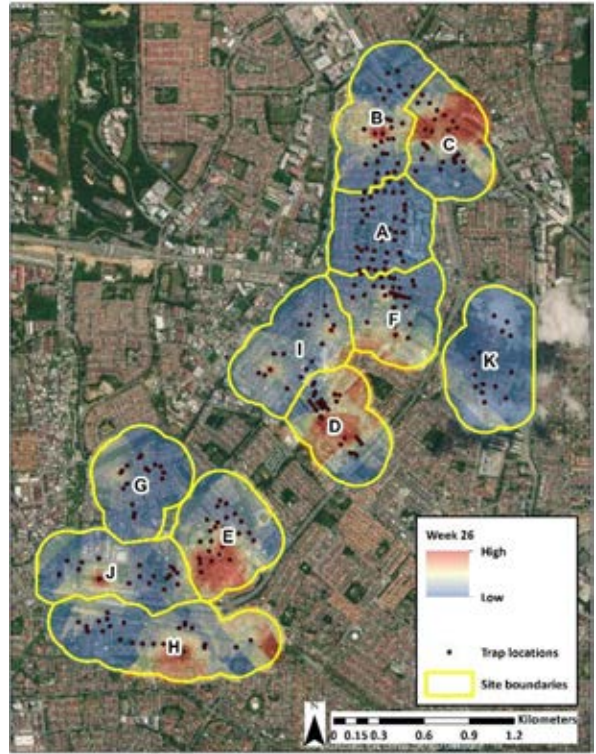 B
C
A
F
K
I
D
G
E
J
H
Week 26
High
Low
Trap locations
Site boundaries
N
Kilometers
0 0.15 0.3 0.6 0.9 1.2